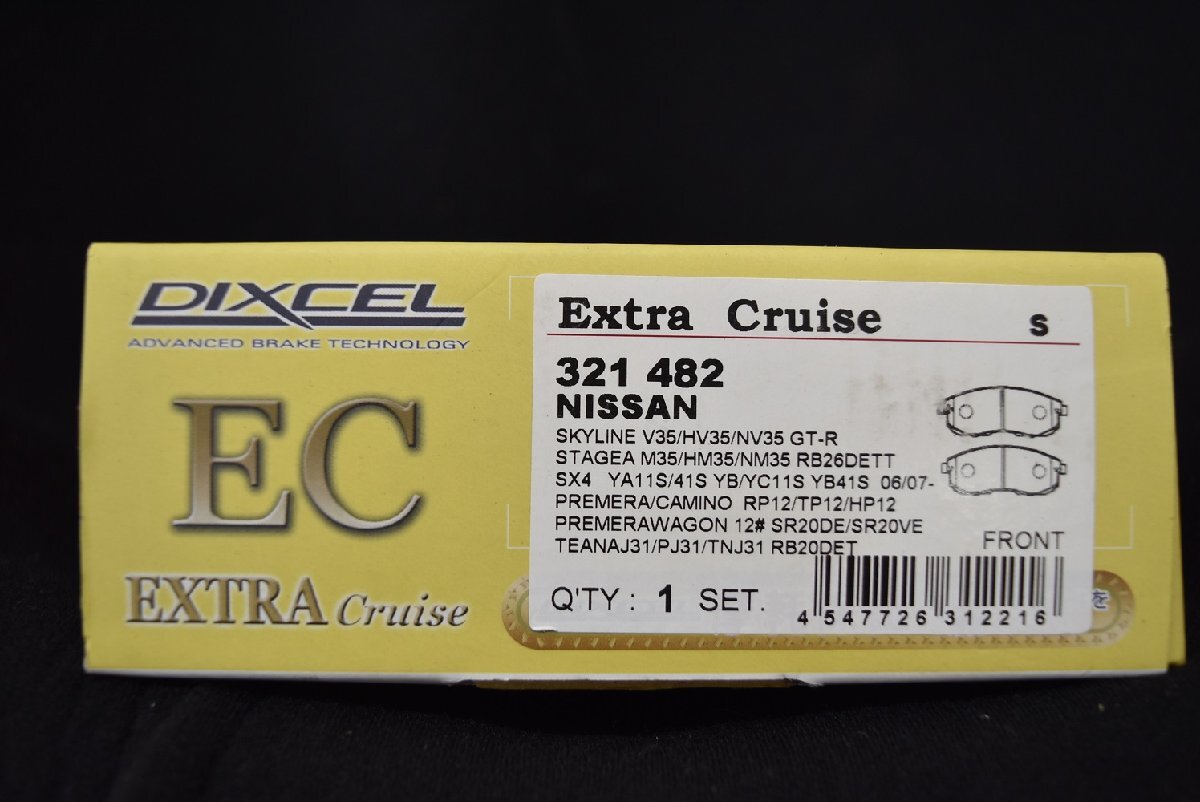 DIXCEL
ADVANCED BRAKE TECHNOLOGY
EC
EXTRA Cruise
Extra Cruise S
321 482
NISSAN
SKYLINE V35/HV35/NV35 GT-R
STAGEA M35/HM35/NM35 RB26DETT
SX4 YA11S/41S YB/YC11S YB41S 06/07-
PREMERA/CAMINO RP12/TP12/HP12
PREMERAWAGON 12# SR20DE/SR20VE
TEANAJ31/PJ31/TNJ31 RB20DET
FRONT
Q'TY : 1 SET.
4 547726 312216